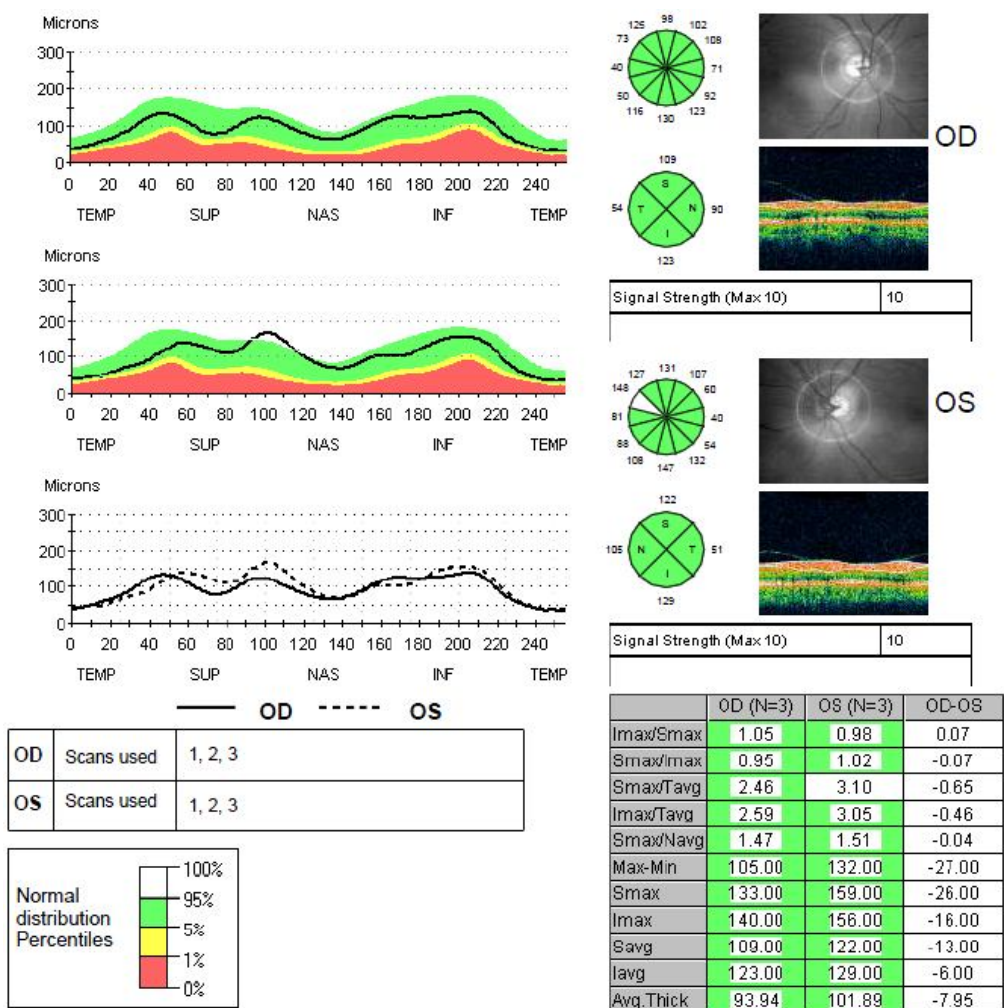 Microns
300
200
100
0
0 20 40 60 80 100 120 140 160 180 200 220 240
TEMP SUP NAS INF TEMP
Microns
300
200
100
0
0 20 40 60 80 100 120 140 160 180 200 220 240
TEMP SUP NAS INF TEMP
Microns
300
200
100
0
0 20 40 60 80 100 120 140 160 180 200 220 240
TEMP SUP NAS INF TEMP
OD OS
OD Scans used 1, 2, 3
OS Scans used 1, 2, 3
Normal
distribution
Percentiles
100%
95%
5%
1%
0%
125 98 102
73 108
40 71
50 92
116 130 123
OD
109
S
54 T N 90
I
123
Signal Strength (Max 10) 10
127 131 107
148 60
81 40
88 54
108 147 132
OS
122
S
105 N T 51
I
129
Signal Strength (Max 10) 10
OD (N=3) OS (N=3) OD-OS
Imax/Smax 1.05 0.98 0.07
Smax/Imax 0.95 1.02 -0.07
Smax/Tavg 2.46 3.10 -0.65
Imax/Tavg 2.59 3.05 -0.46
Smax/Navg 1.47 1.51 -0.04
Max-Min 105.00 132.00 -27.00
Smax 133.00 159.00 -26.00
Imax 140.00 156.00 -16.00
Savg 109.00 122.00 -13.00
Iavg 123.00 129.00 -6.00
Avg.Thick 93.94 101.89 -7.95